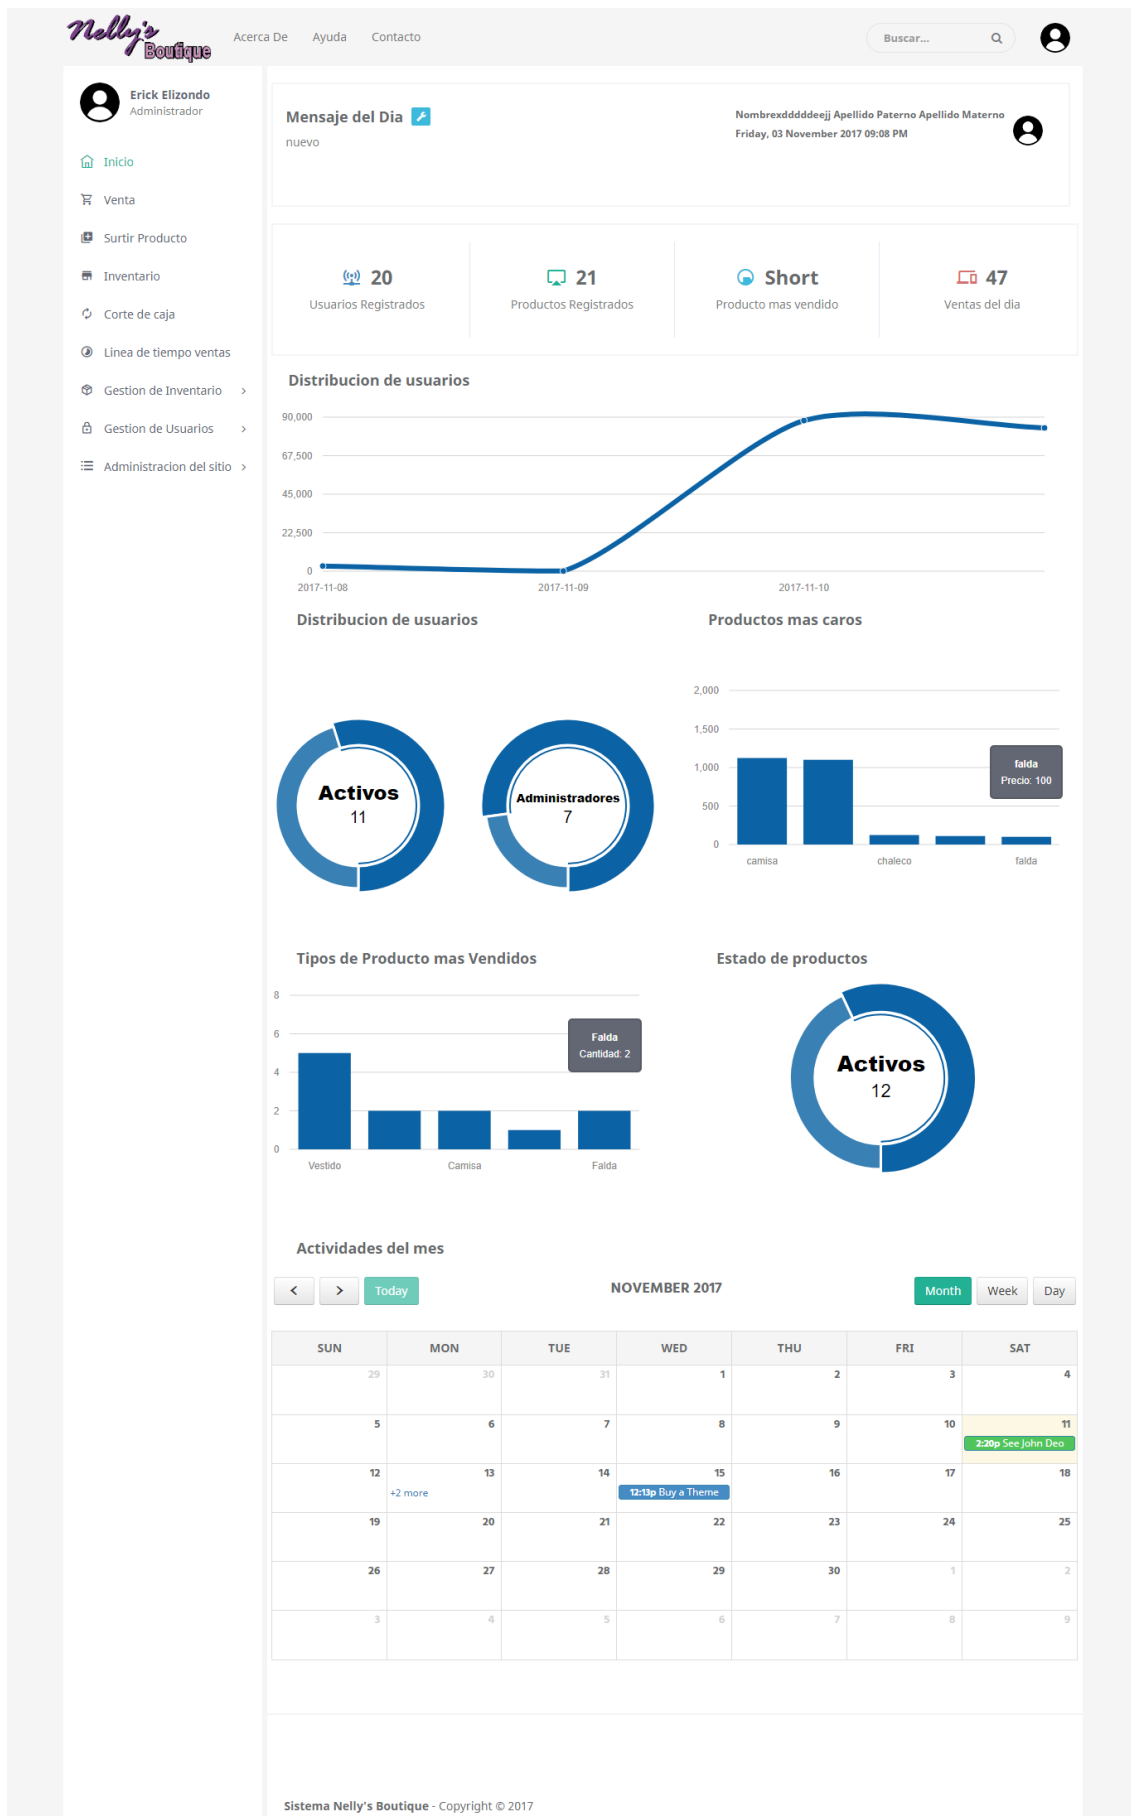 Nelly's
Boutique
Acerca De
Ayuda
Contacto
Buscar...
Erick Elizondo
Administrador
Inicio
Venta
Surtir Producto
Inventario
Corte de caja
Linea de tiempo ventas
Gestion de Inventario
Gestion de Usuarios
Administracion del sitio
Mensaje del Dia
nuevo
Nombrexdddddeejj Apellido Paterno Apellido Materno
Friday, 03 November 2017 09:08 PM
20
Usuarios Registrados
21
Productos Registrados
Short
Producto mas vendido
47
Ventas del dia
Distribucion de usuarios
90,000
67,500
45,000
22,500
0
2017-11-08 2017-11-09 2017-11-10
Distribucion de usuarios
Activos
11
Administradores
7
Productos mas caros
2,000
1,500
1,000
500
0
falda
Precio: 100
camisa chaleco falda
Tipos de Producto mas Vendidos
8
6
4
2
0
Falda
Cantidad: 2
Vestido Camisa Falda
Estado de productos
Activos
12
Actividades del mes
Today
NOVEMBER 2017
Month Week Day
SUN MON TUE WED THU FRI SAT
29 30 31 1 2 3 4
5 6 7 8 9 10 11
2:20p See John Deo
12 13 14 15 16 17 18
+2 more
12:13p Buy a Theme
19 20 21 22 23 24 25
26 27 28 29 30 1 2
3 4 5 6 7 8 9
Sistema Nelly's Boutique - Copyright © 2017